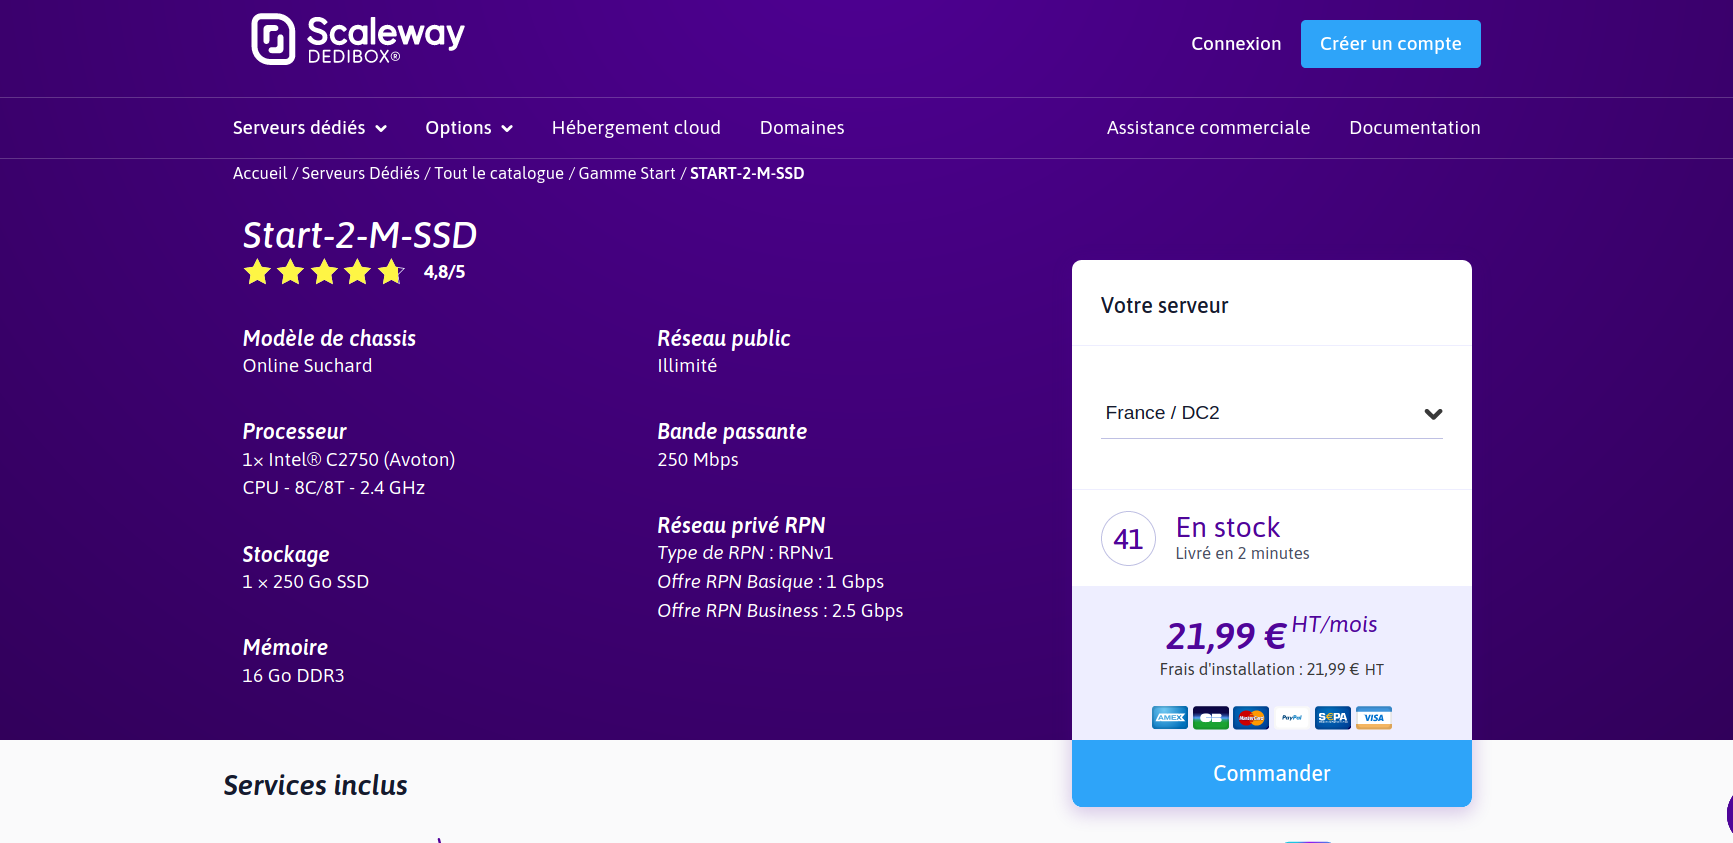 Scaleway
DEDIBOX®
Connexion
Créer un compte
Serveurs dédiés
Options
Hébergement cloud
Domaines
Assistance commerciale
Documentation
Accueil / Serveurs Dédiés / Tout le catalogue / Gamme Start / START-2-M-SSD
Start-2-M-SSD
4,8/5
Modèle de chassis
Online Suchard
Processeur
1x Intel® C2750 (Avoton)
CPU - 8C/8T - 2.4 GHz
Stockage
1 x 250 Go SSD
Mémoire
16 Go DDR3
Réseau public
Illimité
Bande passante
250 Mbps
Réseau privé RPN
Type de RPN : RPNv1
Offre RPN Basique : 1 Gbps
Offre RPN Business : 2.5 Gbps
Votre serveur
France / DC2
41
En stock
Livré en 2 minutes
21,99 € HT/mois
Frais d'installation : 21,99 € HT
AMEX CB MasterCard PayPal SEPA VISA
Commander
Services inclus